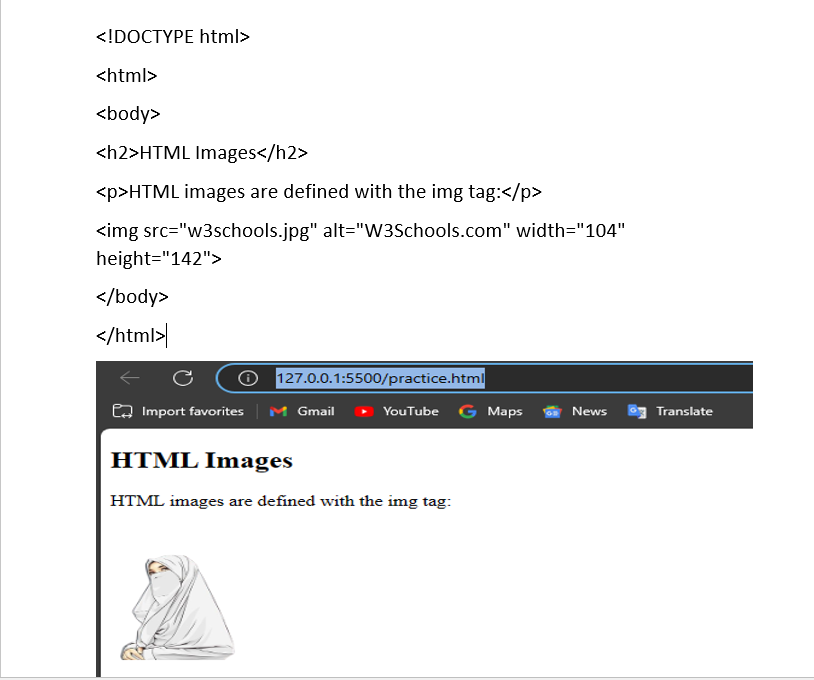 <!DOCTYPE html>
<html>
<body>
<h2>HTML Images</h2>
<p>HTML images are defined with the img tag:</p>
<img src="w3schools.jpg" alt="W3Schools.com" width="104"
height="142">
</body>
</html>
127.0.0.1:5500/practice.html
Import favorites Gmail YouTube Maps News Translate
HTML Images
HTML images are defined with the img tag: